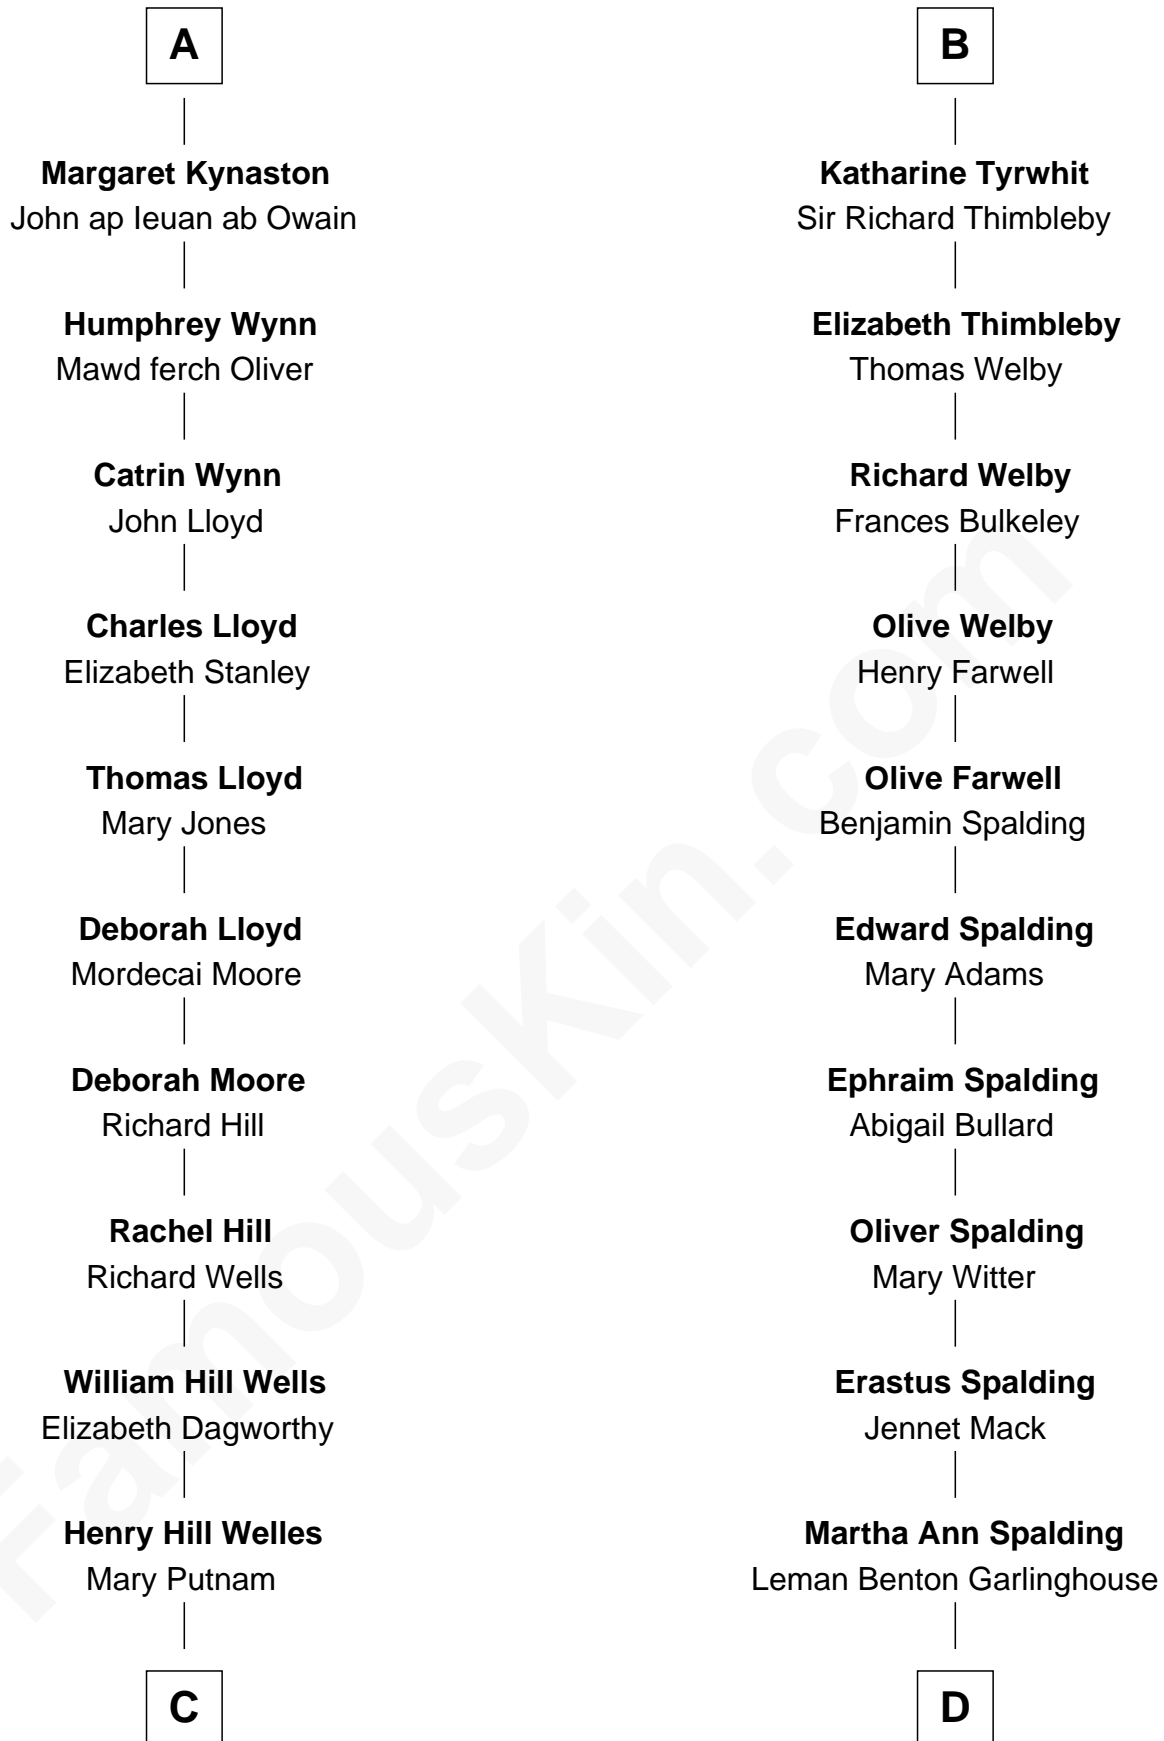 A
Margaret Kynaston
John ap Ieuan ab Owain
Humphrey Wynn
Mawd ferch Oliver
Catrin Wynn
John Lloyd
Charles Lloyd
Elizabeth Stanley
Thomas Lloyd
Mary Jones
Deborah Lloyd
Mordecai Moore
Deborah Moore
Richard Hill
Rachel Hill
Richard Wells
William Hill Wells
Elizabeth Dagworthy
Henry Hill Welles
Mary Putnam
C
B
Katharine Tyrwhit
Sir Richard Thimbleby
Elizabeth Thimbleby
Thomas Welby
Richard Welby
Frances Bulkeley
Olive Welby
Henry Farwell
Olive Farwell
Benjamin Spalding
Edward Spalding
Mary Adams
Ephraim Spalding
Abigail Bullard
Oliver Spalding
Mary Witter
Erastus Spalding
Jennet Mack
Martha Ann Spalding
Leman Benton Garlinghouse
D
FamousKin.com